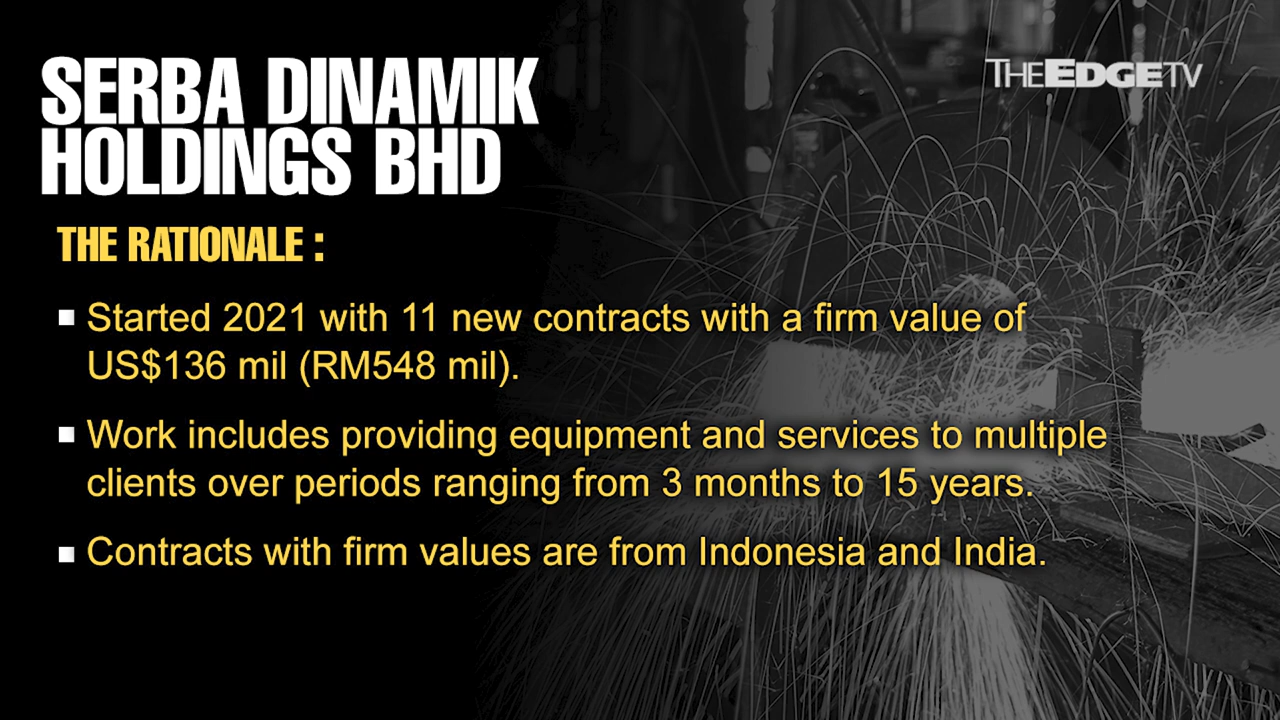 SERBA DINAMIK
HOLDINGS BHD
THEEDGETV
THE RATIONALE :
Started 2021 with 11 new contracts with a firm value of
US$136 mil (RM548 mil).
Work includes providing equipment and services to multiple
clients over periods ranging from 3 months to 15 years.
Contracts with firm values are from Indonesia and India.